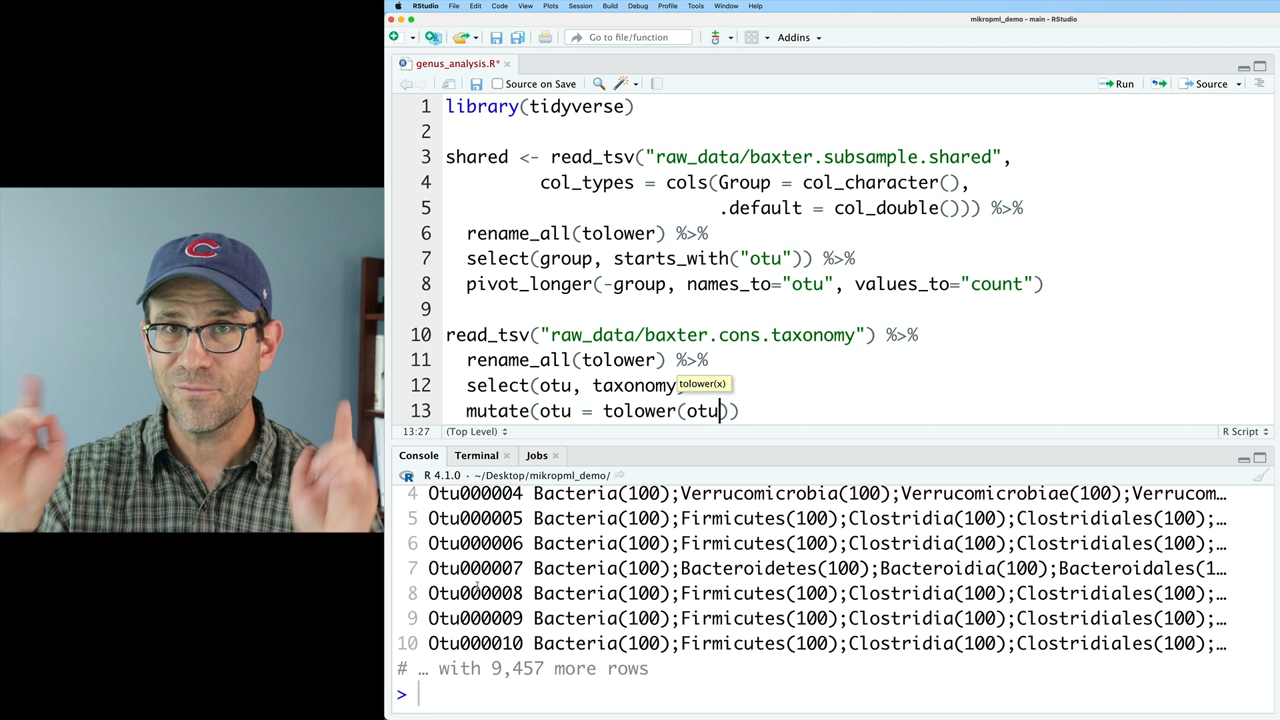 RStudio File Edit Code View Plots Session Build Debug Profile Tools Window Help
mikropml_demo - main - RStudio
Go to file/function Addins
genus_analysis.R*
Source on Save Run Source
1 library(tidyverse)
2
3 shared <- read_tsv("raw_data/baxter.subsample.shared",
4 col_types = cols(Group = col_character(),
5 .default = col_double())) %>%
6 rename_all(tolower) %>%
7 select(group, starts_with("otu")) %>%
8 pivot_longer(-group, names_to="otu", values_to="count")
9
10 read_tsv("raw_data/baxter.cons.taxonomy") %>%
11 rename_all(tolower) %>%
tolower(x)
12 select(otu, taxonomy
13 mutate(otu = tolower(otu))
13:27 (Top Level) R Script
Console Terminal Jobs
R 4.1.0 · ~/Desktop/mikropml_demo/
4 Otu000004 Bacteria(100);Verrucomicrobia(100);Verrucomicrobiae(100);Verrucom…
5 Otu000005 Bacteria(100);Firmicutes(100);Clostridia(100);Clostridiales(100);…
6 Otu000006 Bacteria(100);Firmicutes(100);Clostridia(100);Clostridiales(100);…
7 Otu000007 Bacteria(100);Bacteroidetes(100);Bacteroidia(100);Bacteroidales(1…
8 Otu000008 Bacteria(100);Firmicutes(100);Clostridia(100);Clostridiales(100);…
9 Otu000009 Bacteria(100);Firmicutes(100);Clostridia(100);Clostridiales(100);…
10 Otu000010 Bacteria(100);Firmicutes(100);Clostridia(100);Clostridiales(100);…
# … with 9,457 more rows
>
C